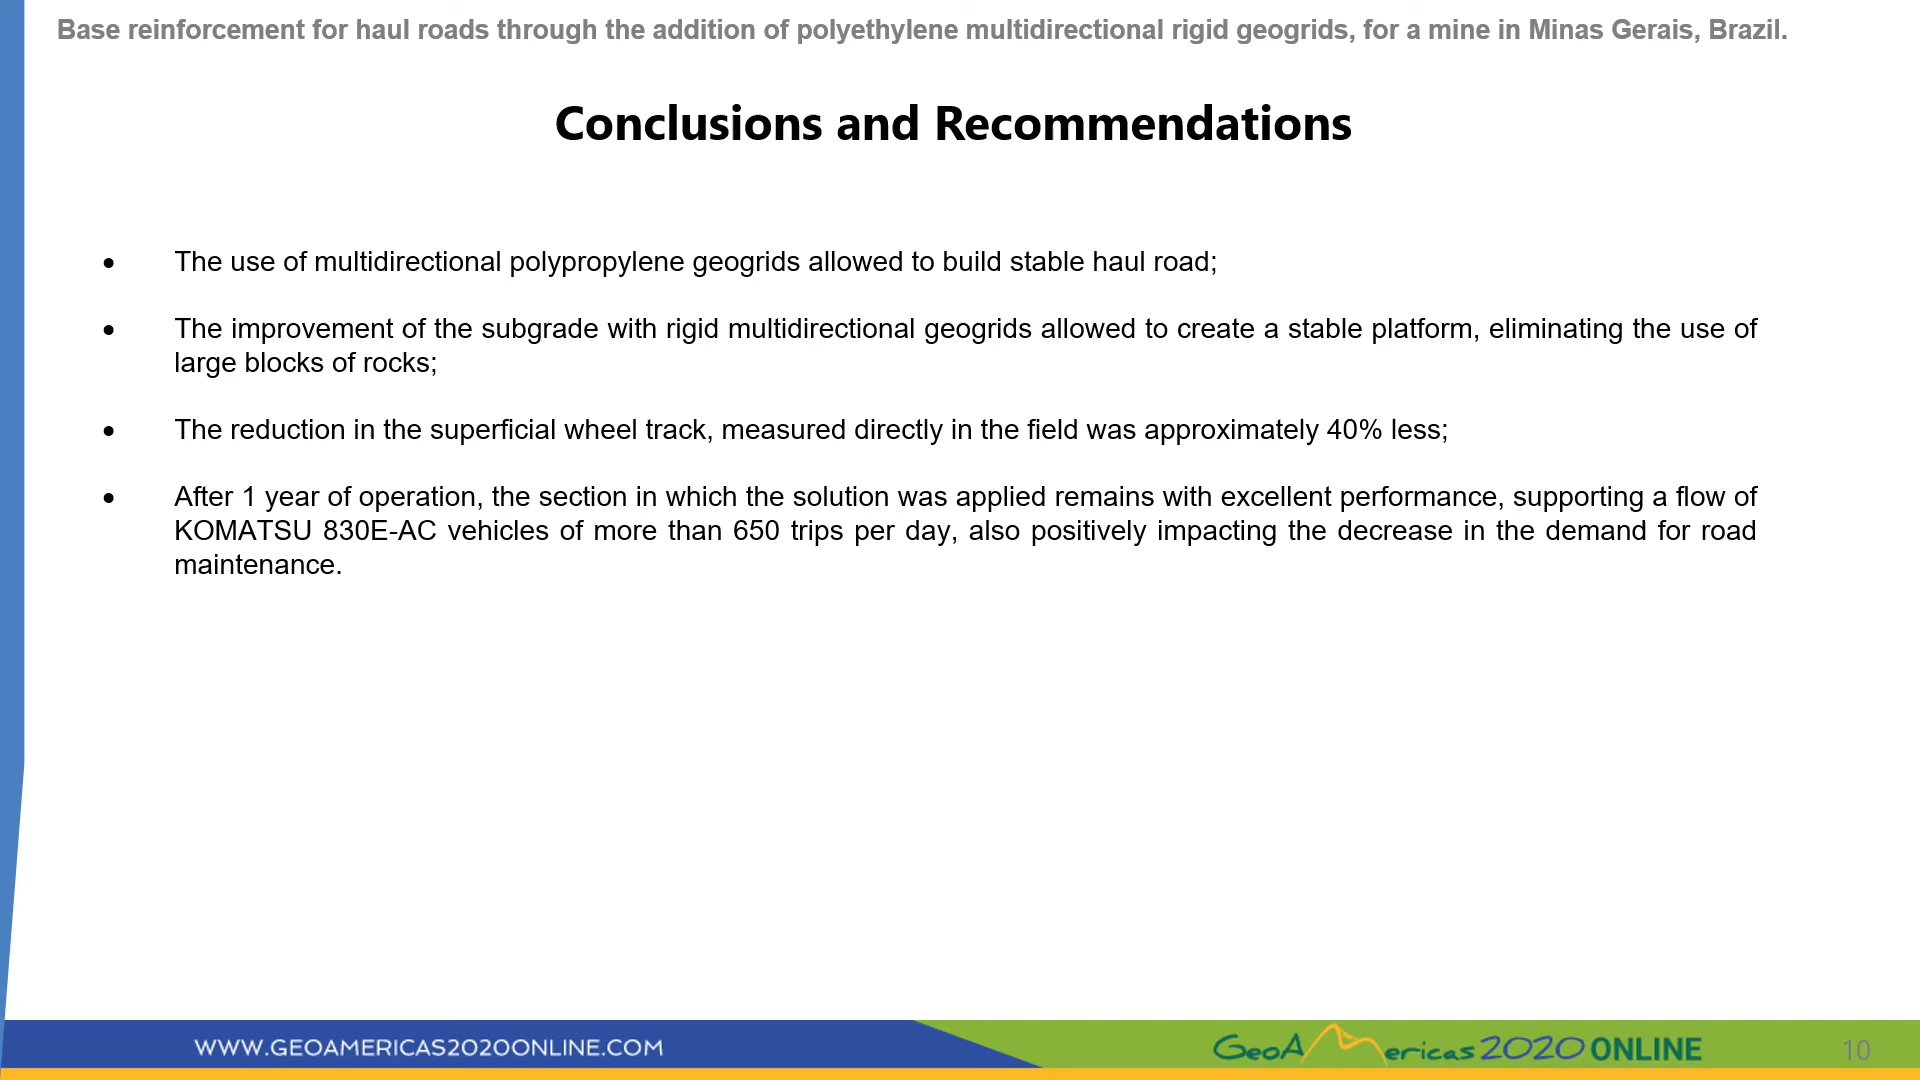 Base reinforcement for haul roads through the addition of polyethylene multidirectional rigid geogrids, for a mine in Minas Gerais, Brazil.
Conclusions and Recommendations
• The use of multidirectional polypropylene geogrids allowed to build stable haul road;
• The improvement of the subgrade with rigid multidirectional geogrids allowed to create a stable platform, eliminating the use of
large blocks of rocks;
• The reduction in the superficial wheel track, measured directly in the field was approximately 40% less;
• After 1 year of operation, the section in which the solution was applied remains with excellent performance, supporting a flow of
KOMATSU 830E-AC vehicles of more than 650 trips per day, also positively impacting the decrease in the demand for road
maintenance.
WWW.GEOAMERICAS2020ONLINE.COM
GeoAmericas 2020 ONLINE
10